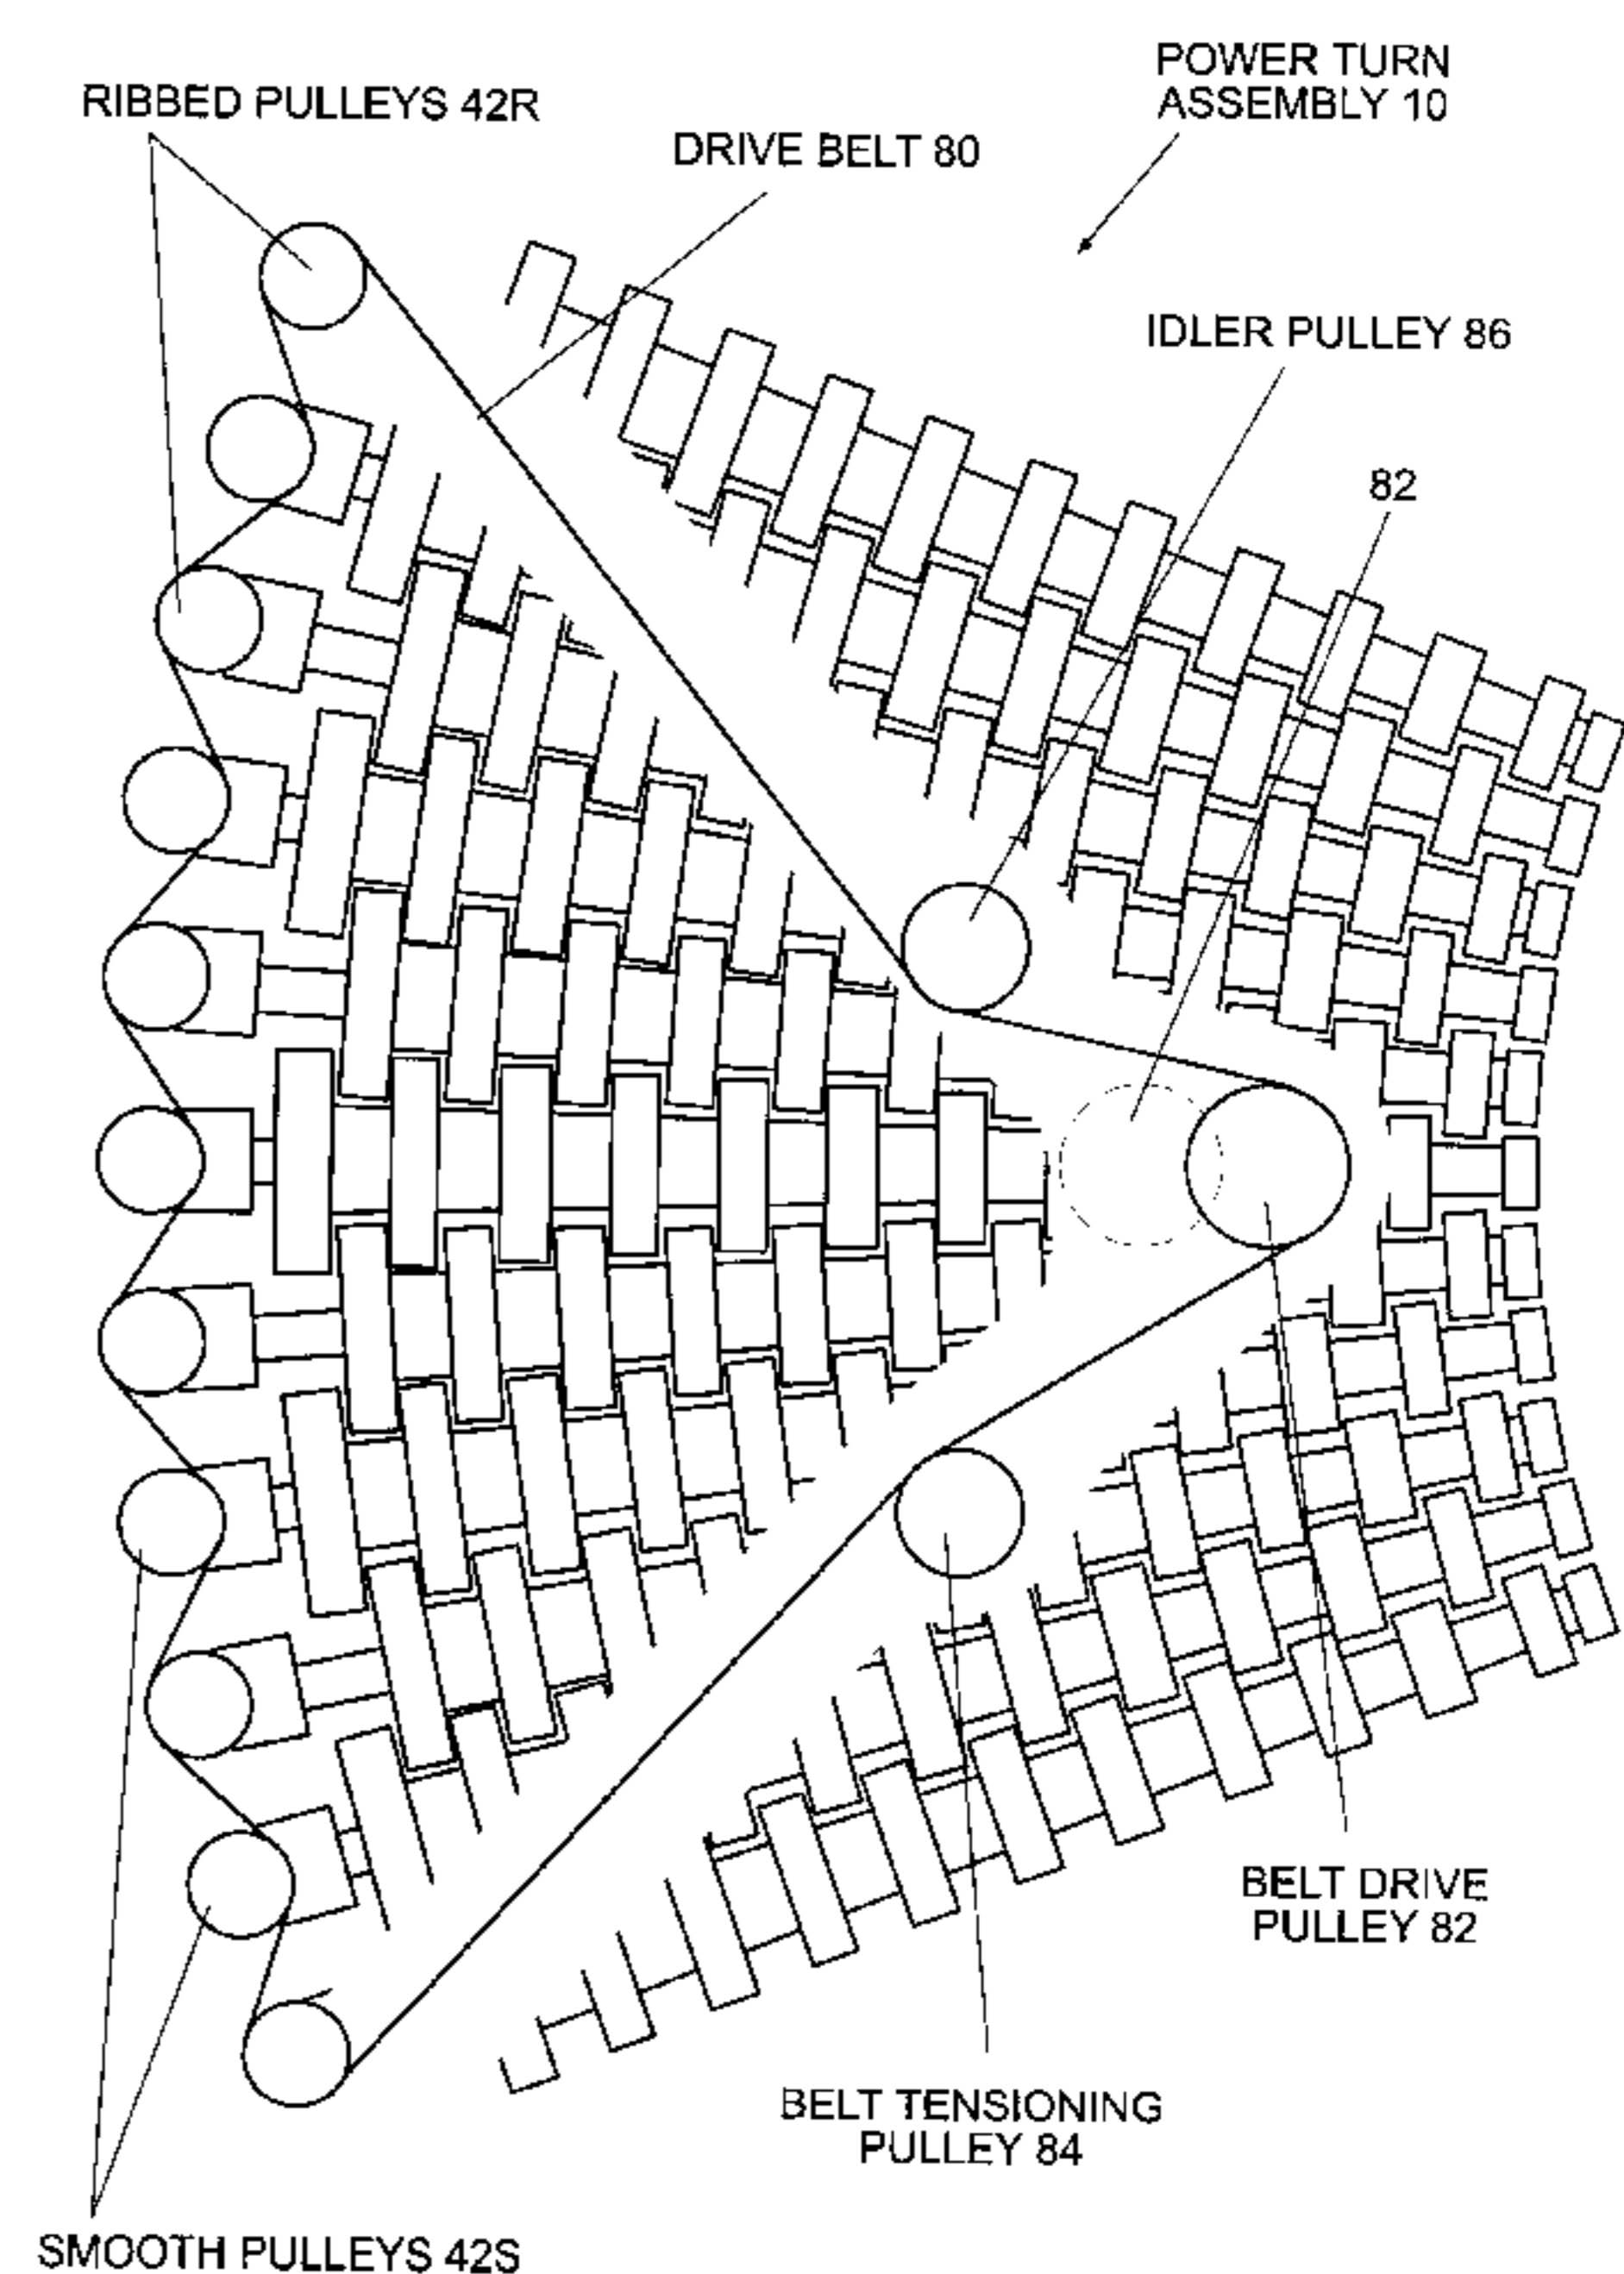 POWER TURN
ASSEMBLY 10
RIBBED PULLEYS 42R
DRIVE BELT 80
IDLER PULLEY 86
82
BELT DRIVE
PULLEY 82
BELT TENSIONING
PULLEY 84
SMOOTH PULLEYS 42S